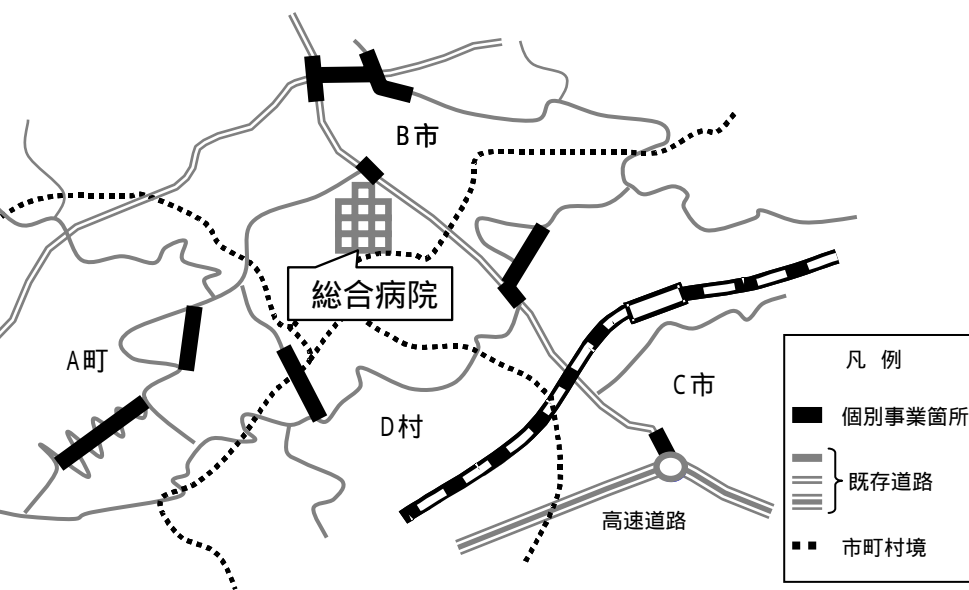 B市
総合病院
A町
C市
D村
高速道路
凡 例
個別事業箇所
既存道路
市町村境